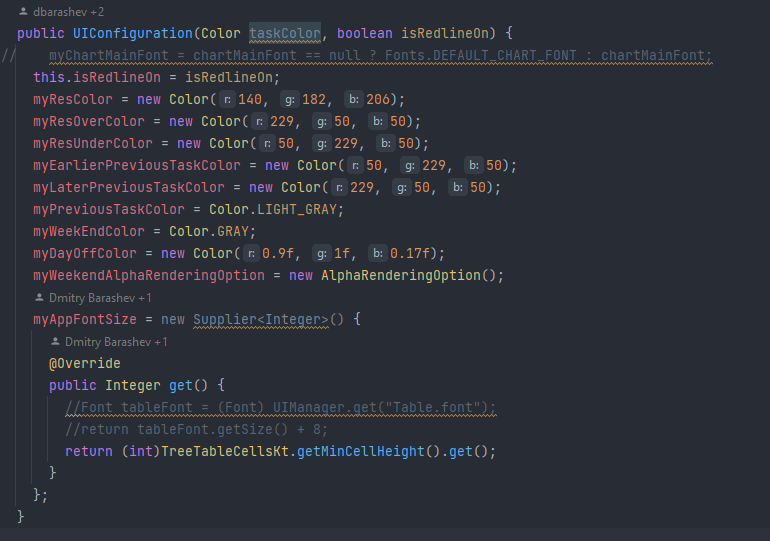 dbarashev +2
public UIConfiguration(Color taskColor, boolean isRedlineOn) {
//    myChartMainFont = chartMainFont == null ? Fonts.DEFAULT_CHART_FONT : chartMainFont;
this.isRedlineOn = isRedlineOn;
myResColor = new Color( r: 140,  g: 182,  b: 206);
myResOverColor = new Color( r: 229,  g: 50,  b: 50);
myResUnderColor = new Color( r: 50,  g: 229,  b: 50);
myEarlierPreviousTaskColor = new Color( r: 50,  g: 229,  b: 50);
myLaterPreviousTaskColor = new Color( r: 229,  g: 50,  b: 50);
myPreviousTaskColor = Color.LIGHT_GRAY;
myWeekEndColor = Color.GRAY;
myDayOffColor = new Color( r: 0.9f,  g: 1f,  b: 0.17f);
myWeekendAlphaRenderingOption = new AlphaRenderingOption();
Dmitry Barashev +1
myAppFontSize = new Supplier<Integer>() {
Dmitry Barashev +1
@Override
public Integer get() {
//Font tableFont = (Font) UIManager.get("Table.font");
//return tableFont.getSize() + 8;
return (int)TreeTableCellsKt.getMinCellHeight().get();
}
};
}